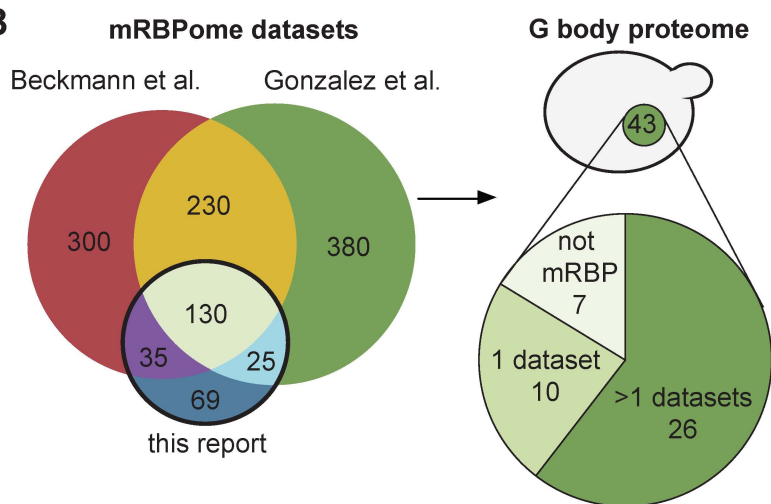 B
mRBPome datasets
Beckmann et al.
Gonzalez et al.
300
230
380
130
35
25
69
this report
G body proteome
43
not
mRBP
7
1 dataset
10
>1 datasets
26